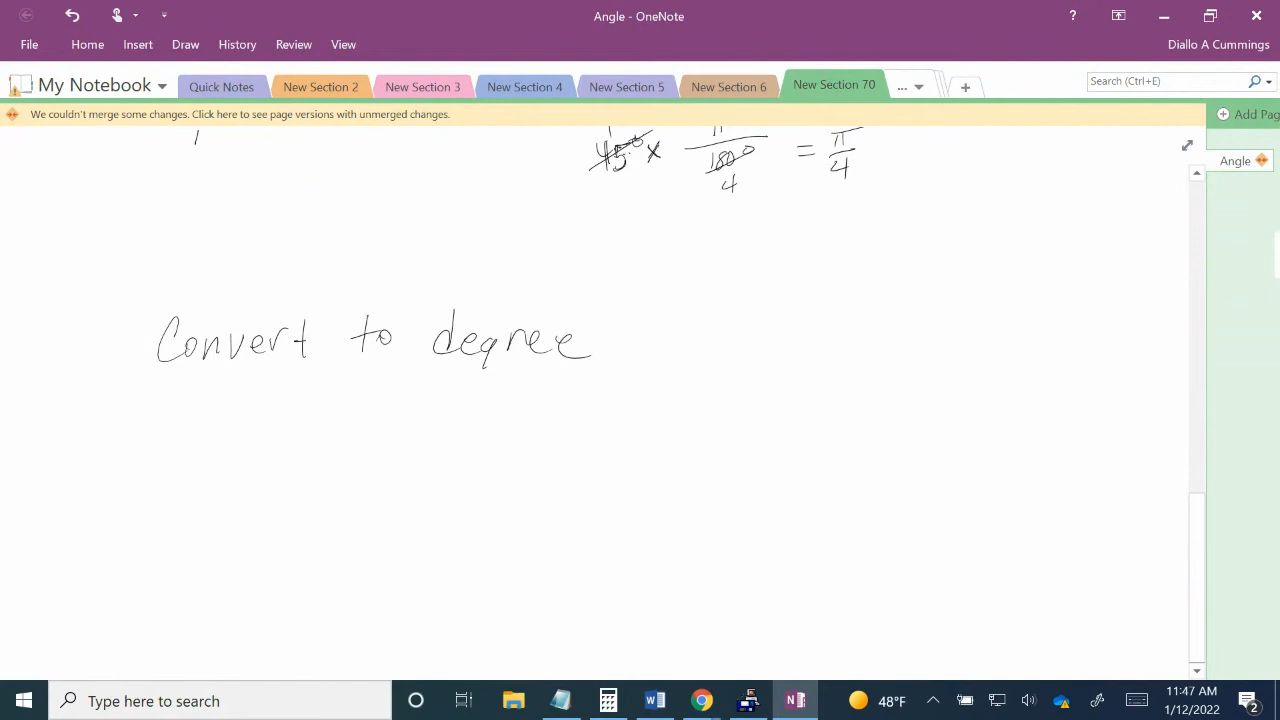 Angle - OneNote
?
File Home Insert Draw History Review View
Diallo A Cummings
My Notebook Quick Notes New Section 2 New Section 3 New Section 4 New Section 5 New Section 6 New Section 70 ... +
Search (Ctrl+E)
We couldn't merge some changes. Click here to see page versions with unmerged changes.
Add Pag
Angle
1
45° x π/180° = π/4
4
Convert to degree
Type here to search
48°F
11:47 AM
1/12/2022
2